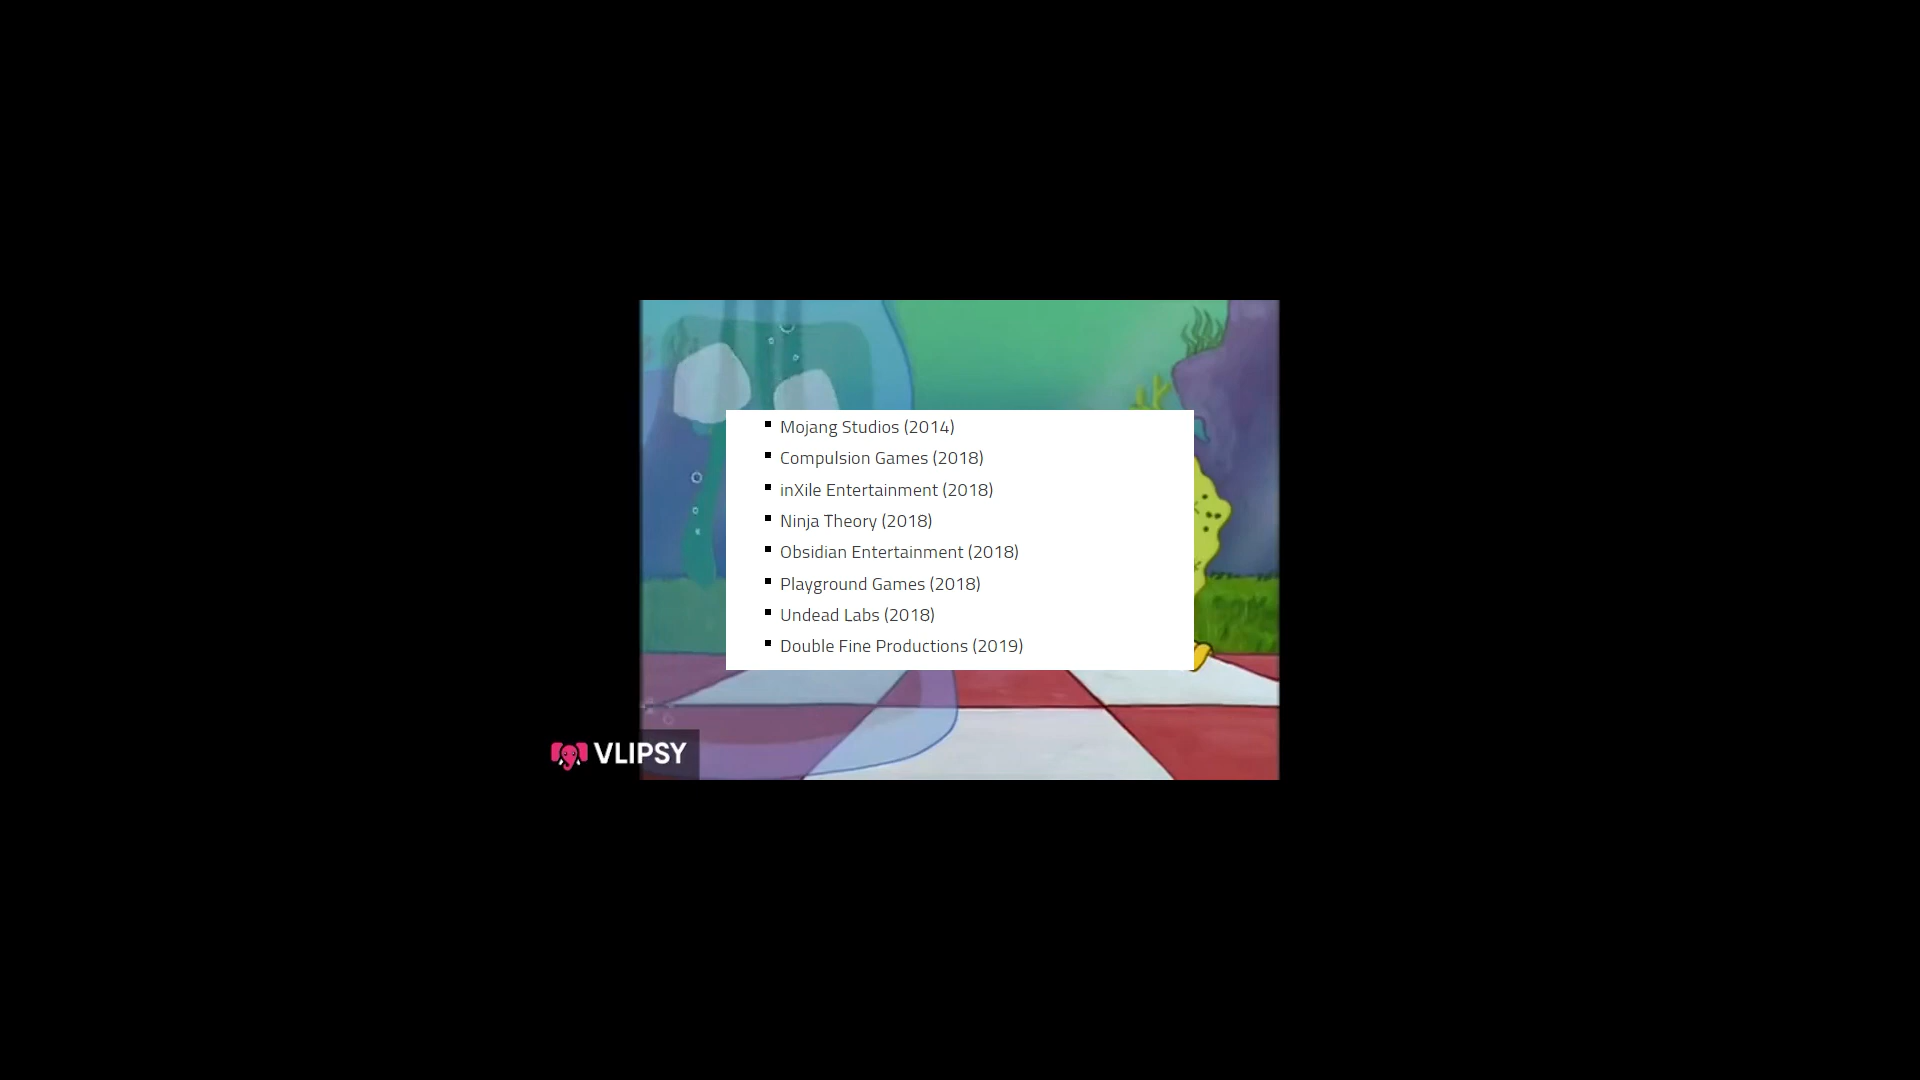 Mojang Studios (2014)
Compulsion Games (2018)
inXile Entertainment (2018)
Ninja Theory (2018)
Obsidian Entertainment (2018)
Playground Games (2018)
Undead Labs (2018)
Double Fine Productions (2019)
VLIPSY